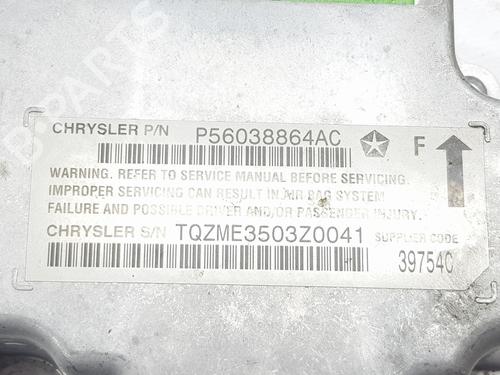 CHRYSLER P/N P56038864AC F
WARNING. REFER TO SERVICE MANUAL BEFORE SERVICING.
IMPROPER SERVICING CAN RESULT IN AIR BAG SYSTEM
FAILURE AND POSSIBLE DRIVER AND/OR PASSENGER INJURY.
CHRYSLER S/N TQZME3503Z0041 SUPPLIER CODE
39754C